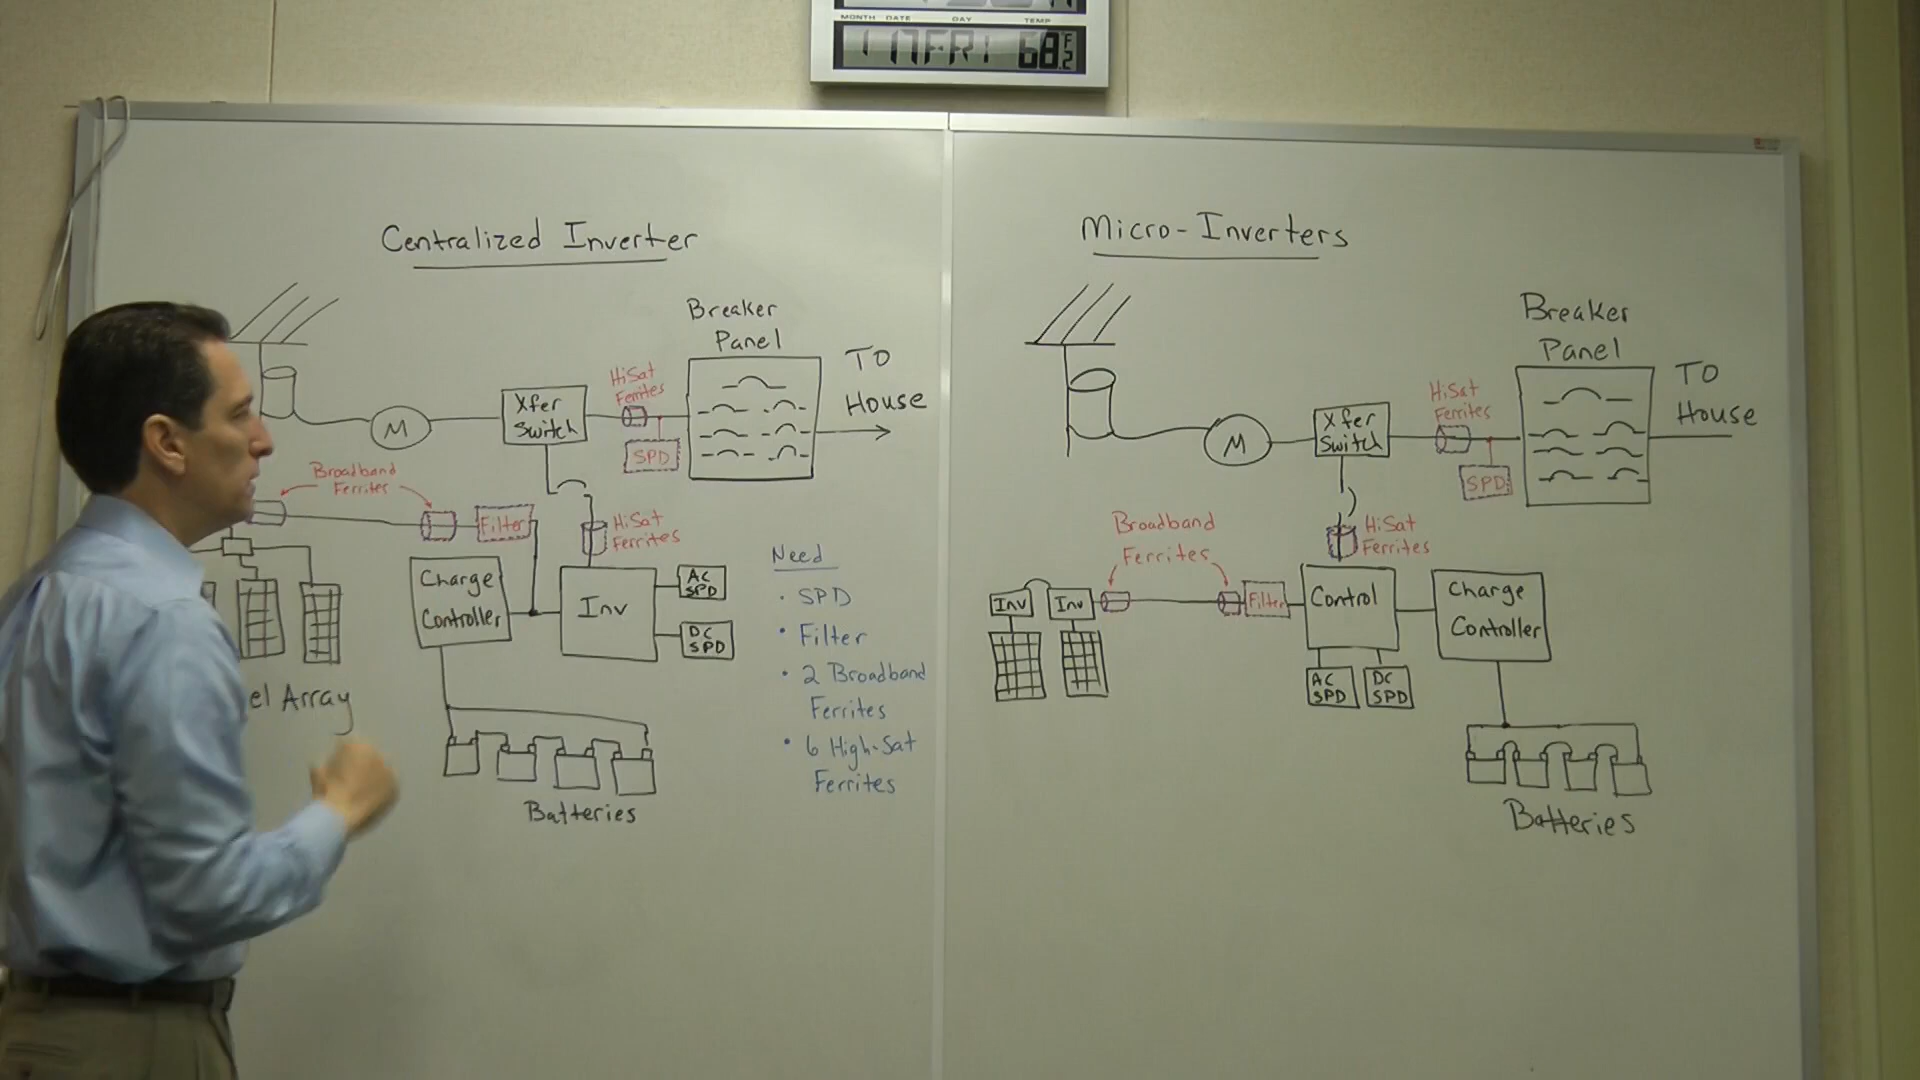 MONTH DATE DAY TEMP
1 17 FRI 68.2 F
Centralized Inverter
Breaker
Panel
TO
House
HiSat
Ferrites
Xfer
Switch
M
SPD
Broadband
Ferrites
Filter
HiSat
Ferrites
Charge
Controller
Inv
AC
SPD
DC
SPD
el Array
Batteries
Need
· SPD
· Filter
· 2 Broadband
Ferrites
· 6 High-Sat
Ferrites
Micro-Inverters
Breaker
Panel
TO
House
HiSat
Ferrites
Xfer
Switch
M
SPD
Broadband
Ferrites
HiSat
Ferrites
Inv
Inv
Filter
Control
Charge
Controller
AC
SPD
DC
SPD
Batteries